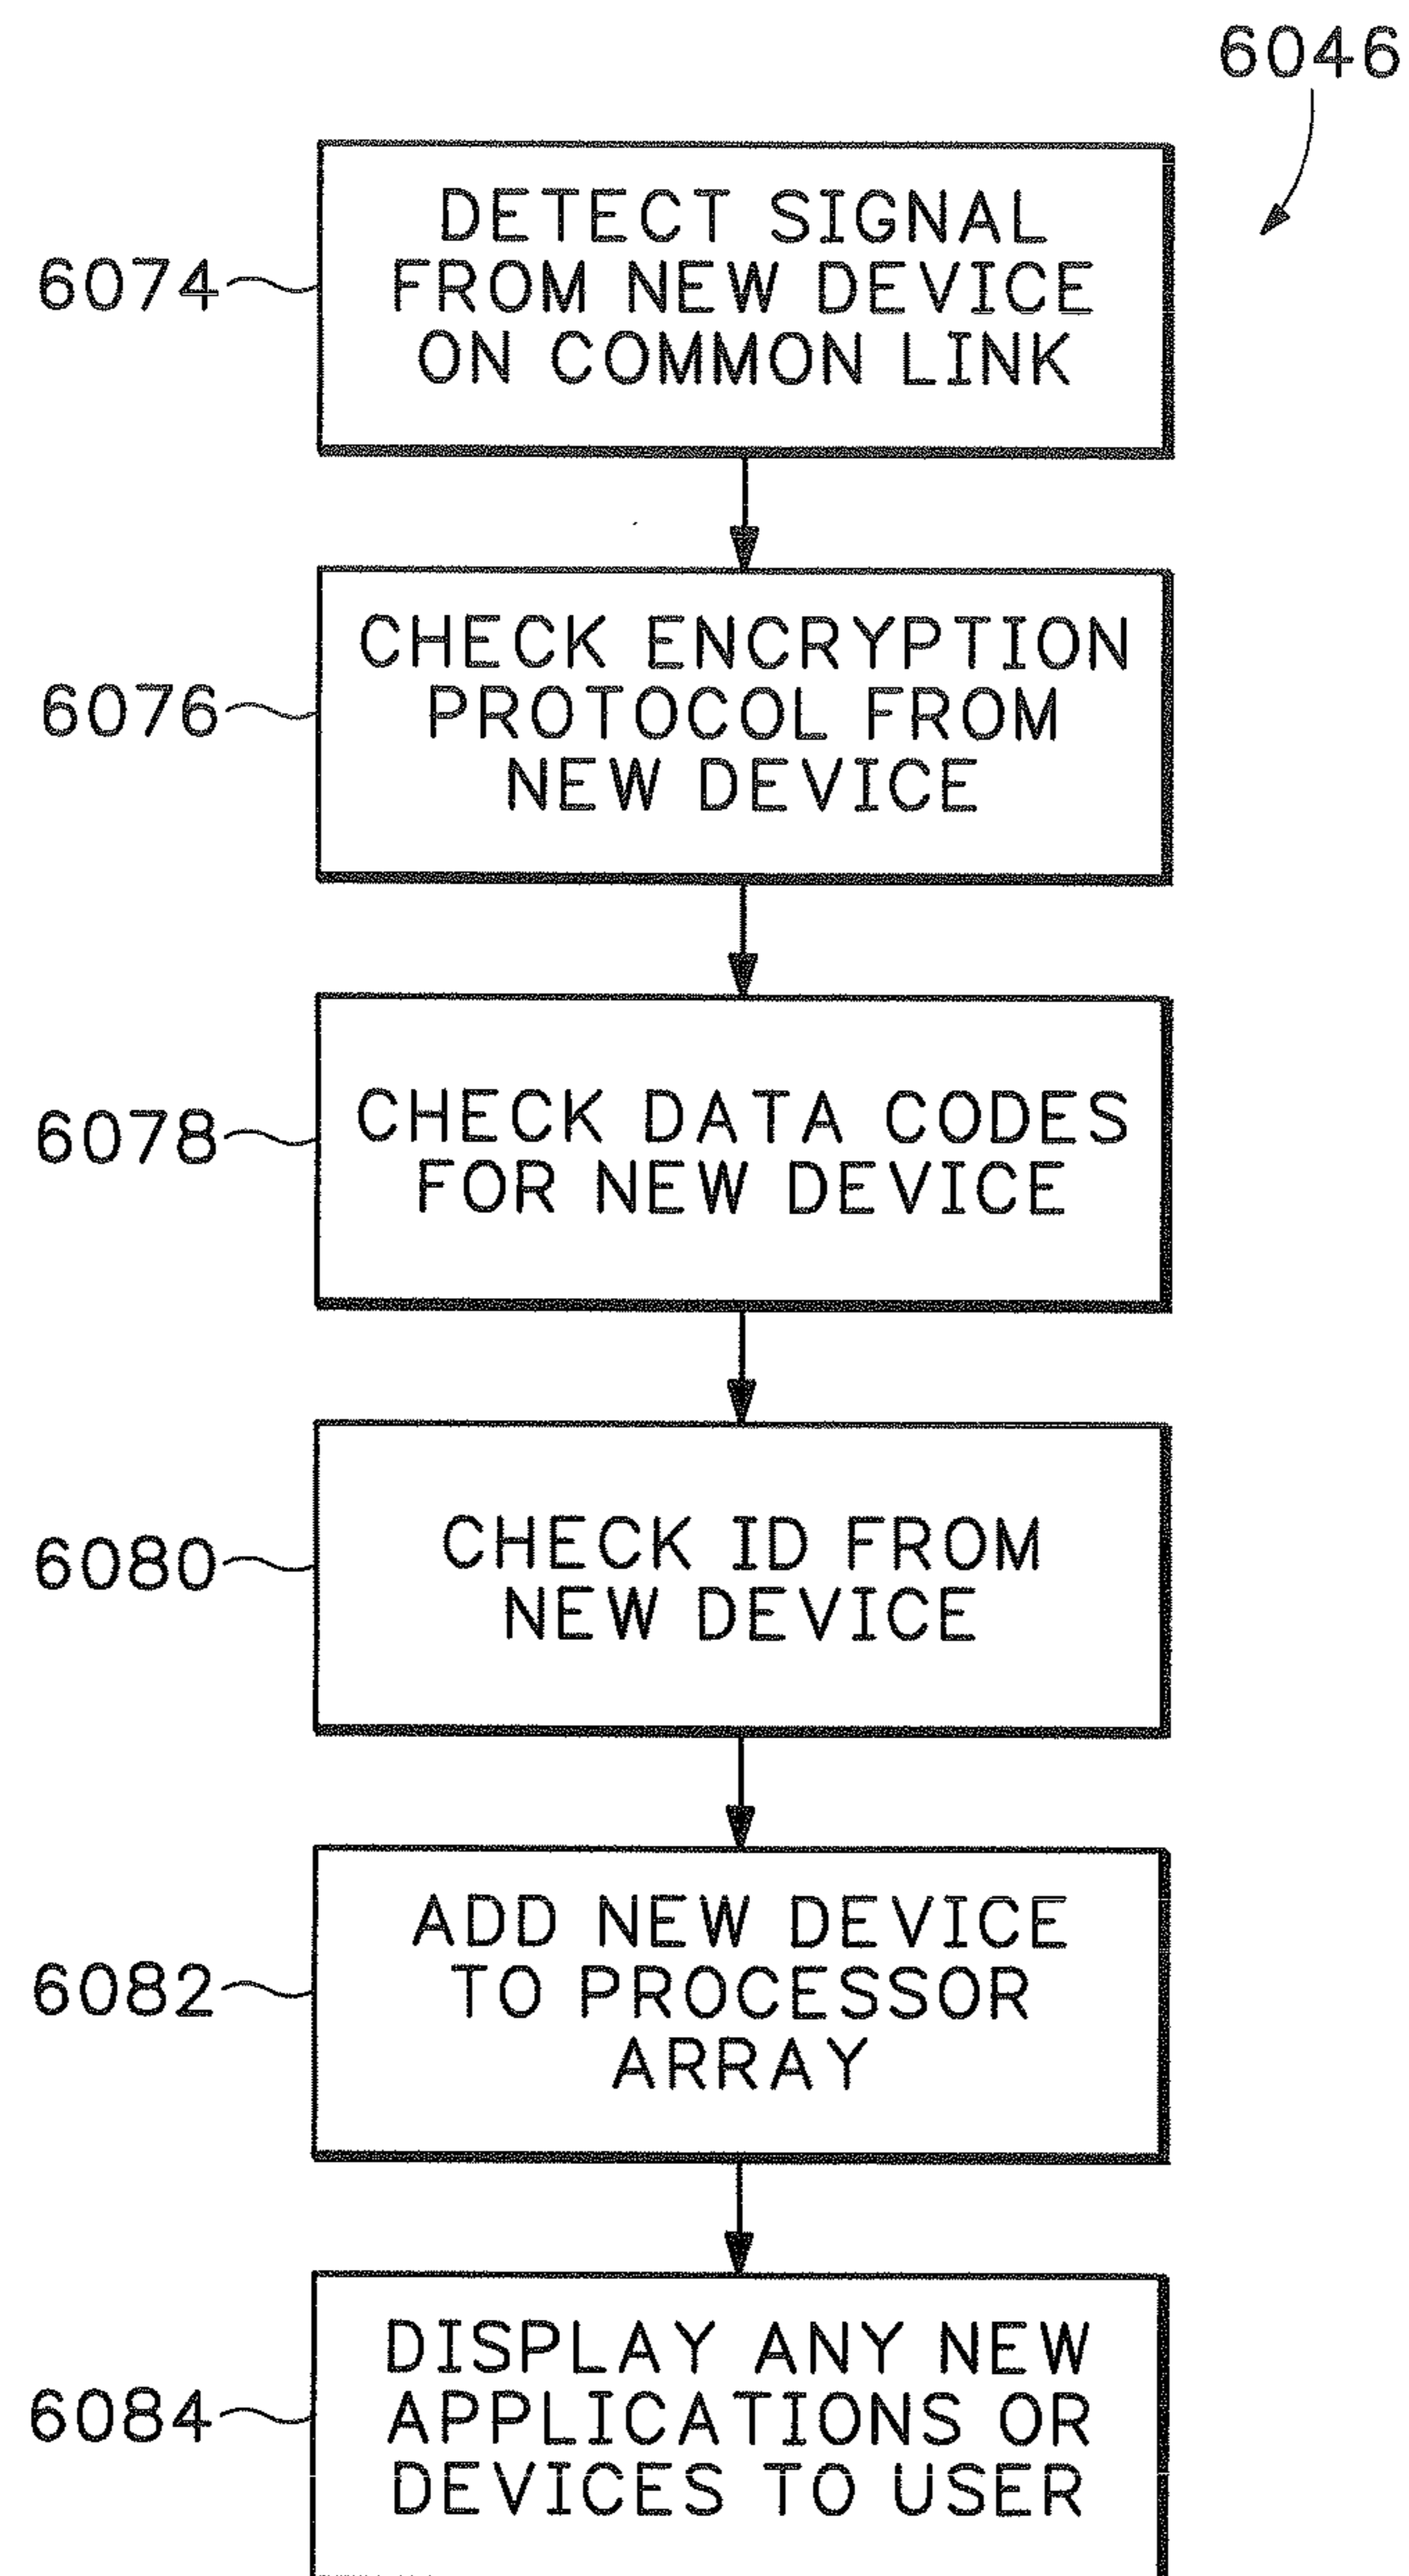 6046
DETECT SIGNAL
FROM NEW DEVICE
ON COMMON LINK
6074
CHECK ENCRYPTION
PROTOCOL FROM
NEW DEVICE
6076
CHECK DATA CODES
FOR NEW DEVICE
6078
CHECK ID FROM
NEW DEVICE
6080
ADD NEW DEVICE
TO PROCESSOR
ARRAY
6082
DISPLAY ANY NEW
APPLICATIONS OR
DEVICES TO USER
6084